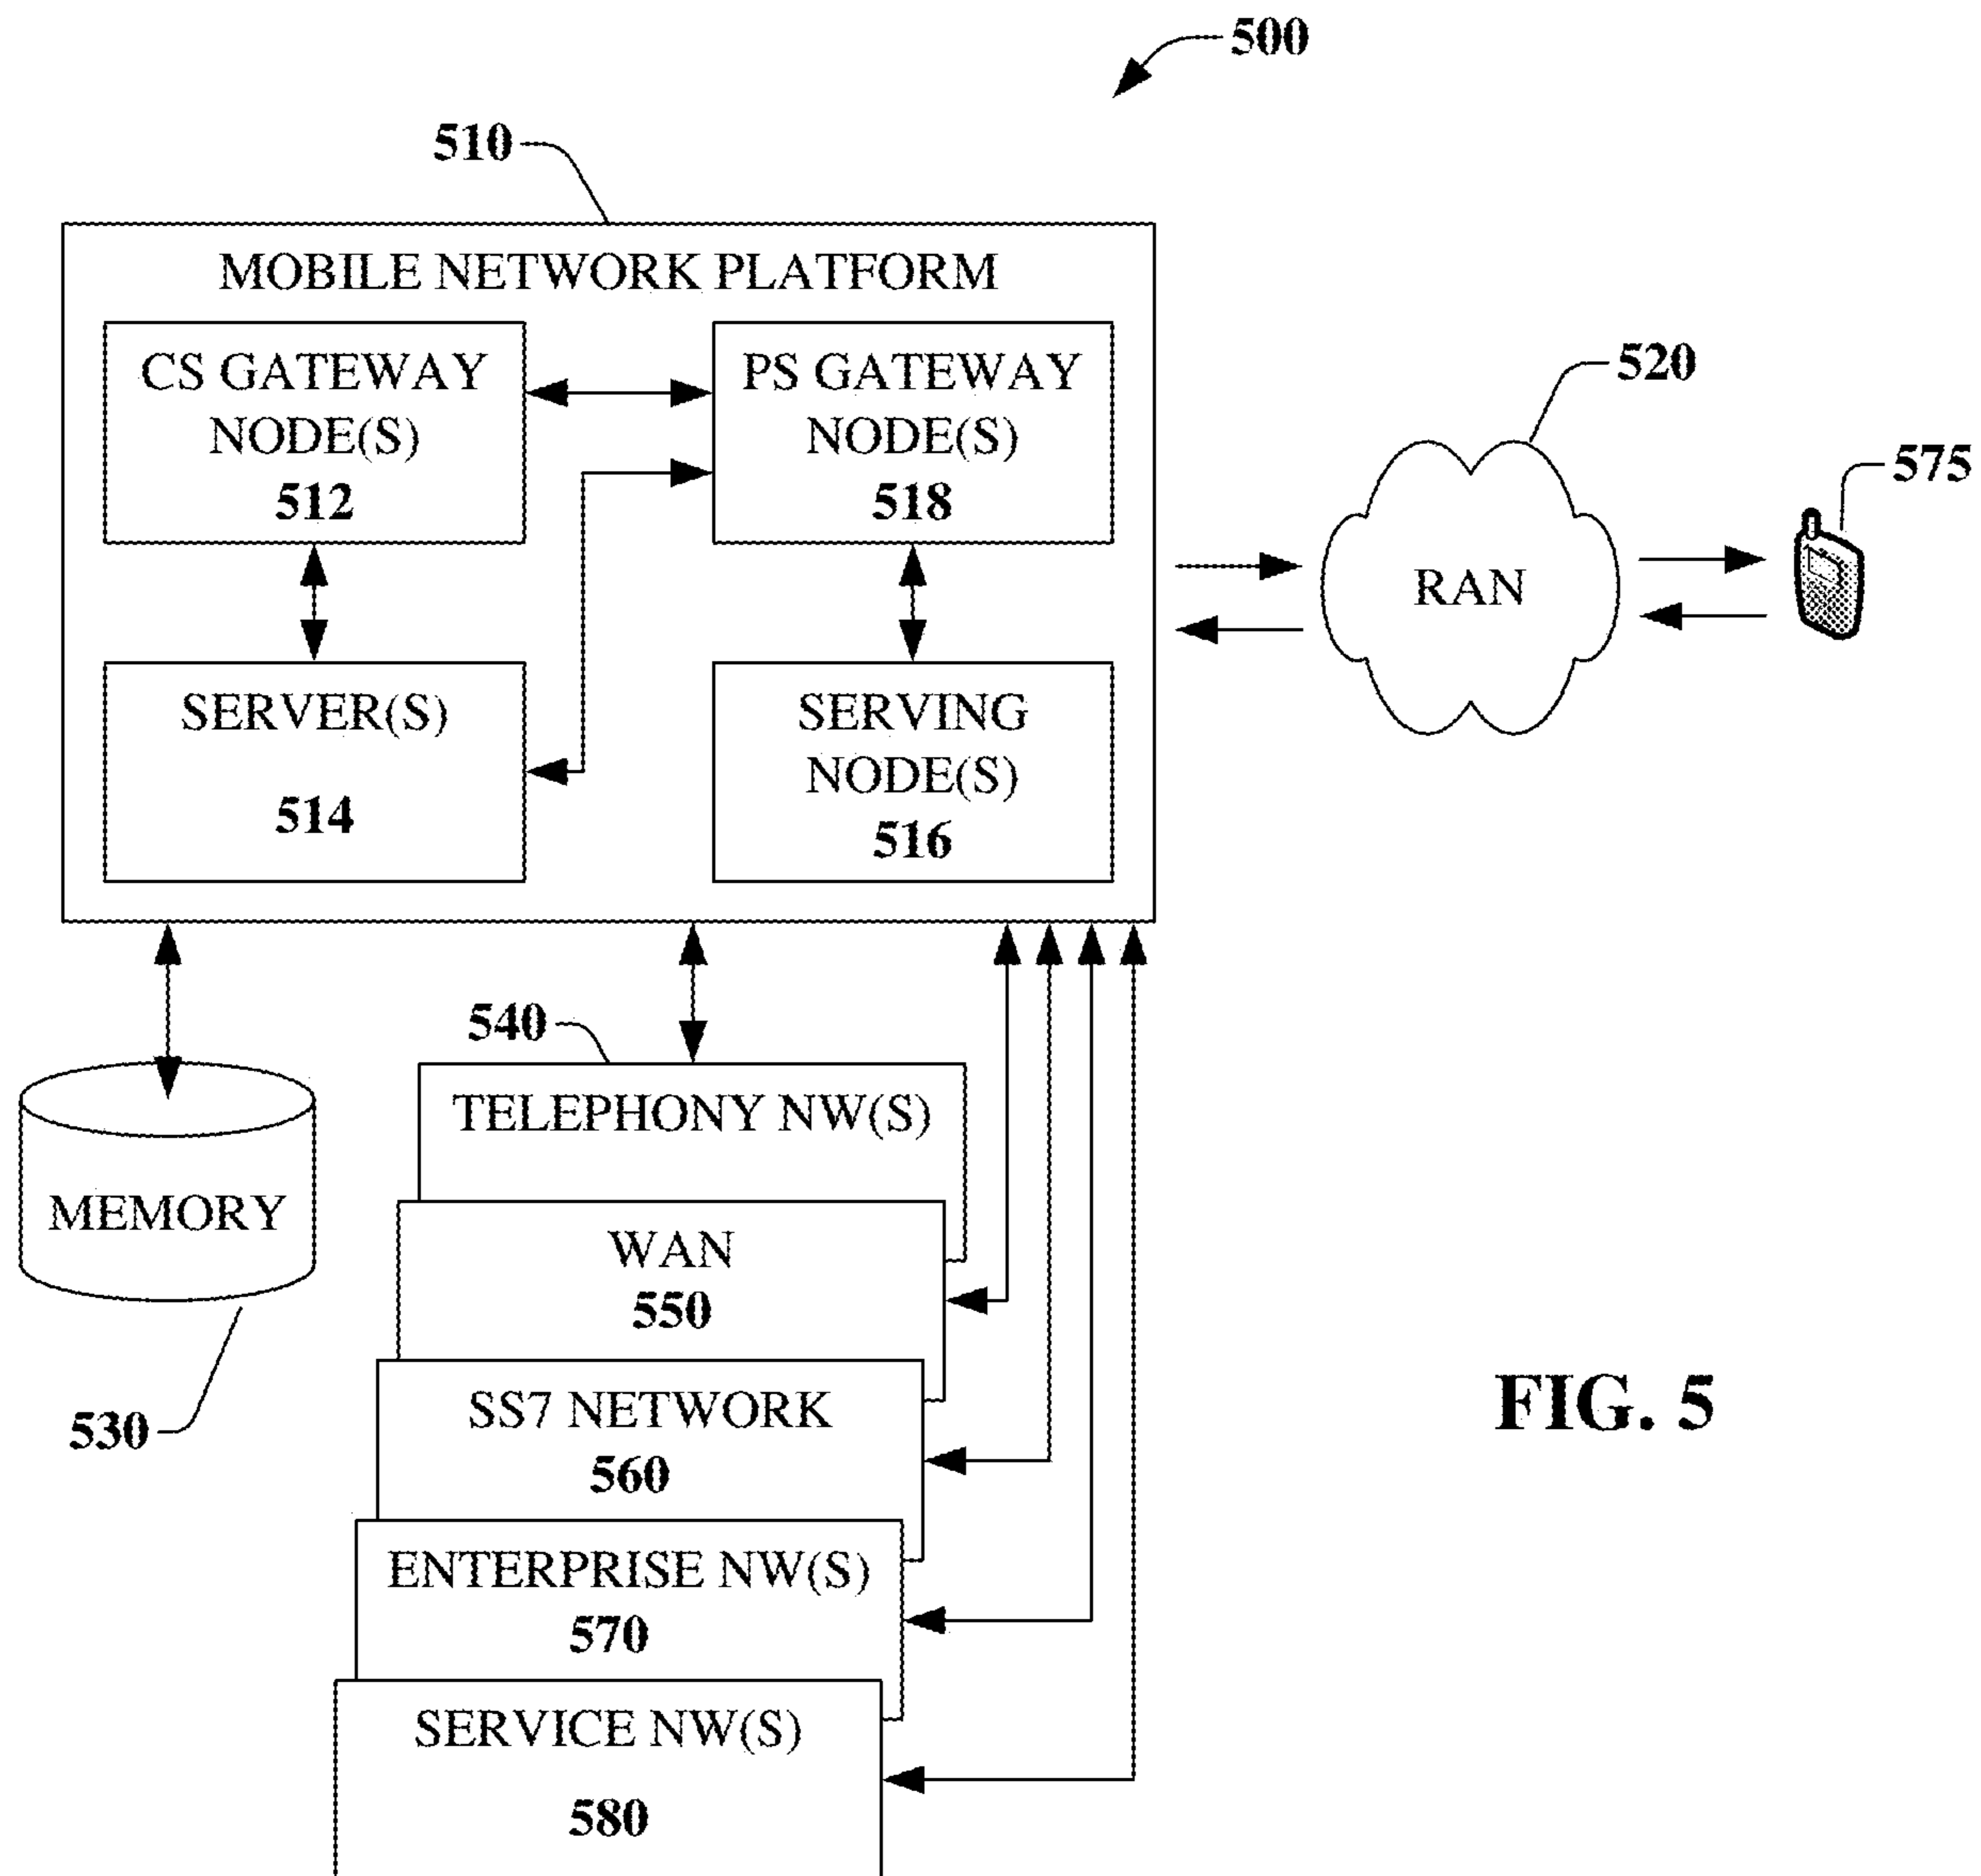 500
510
MOBILE NETWORK PLATFORM
CS GATEWAY
NODE(S)
512
PS GATEWAY
NODE(S)
518
SERVER(S)
514
SERVING
NODE(S)
516
520
RAN
575
540
TELEPHONY NW(S)
MEMORY
530
WAN
550
SS7 NETWORK
560
ENTERPRISE NW(S)
570
SERVICE NW(S)
580
FIG. 5